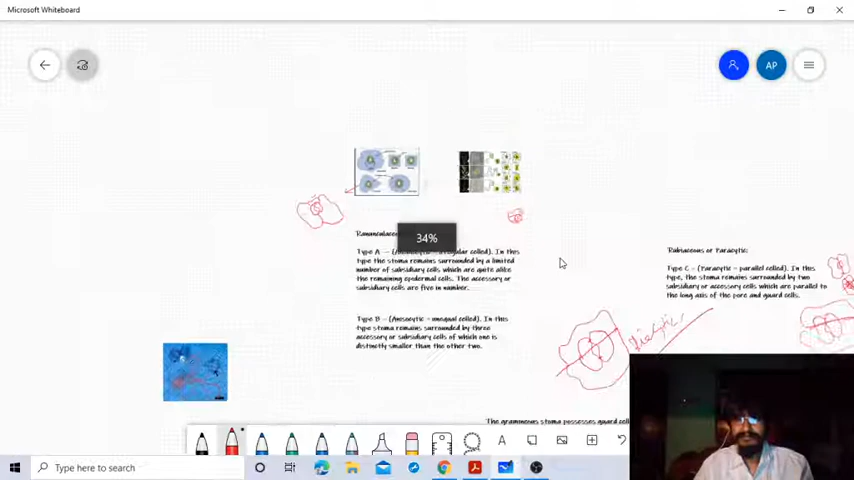 Microsoft Whiteboard
AP
34%
Type A - (Anomocytic = irregular celled). In this
type the stoma remains surrounded by a limited
number of subsidiary cells which are quite alike
the remaining epidermal cells. The accessory or
subsidiary cells are five in number.
Type B - (Anisocytic = unequal celled). In this
type stoma remains surrounded by three
accessory or subsidiary cells of which one is
distinctly smaller than the other two.
Rubiaceous or Paracytic:
Type C - (Paracytic = parallel celled). In this
type, the stoma remains surrounded by two
subsidiary or accessory cells which are parallel to
the long axis of the pore and guard cells.
Diacytic
The gramineous stoma possesses guard cell
Type here to search